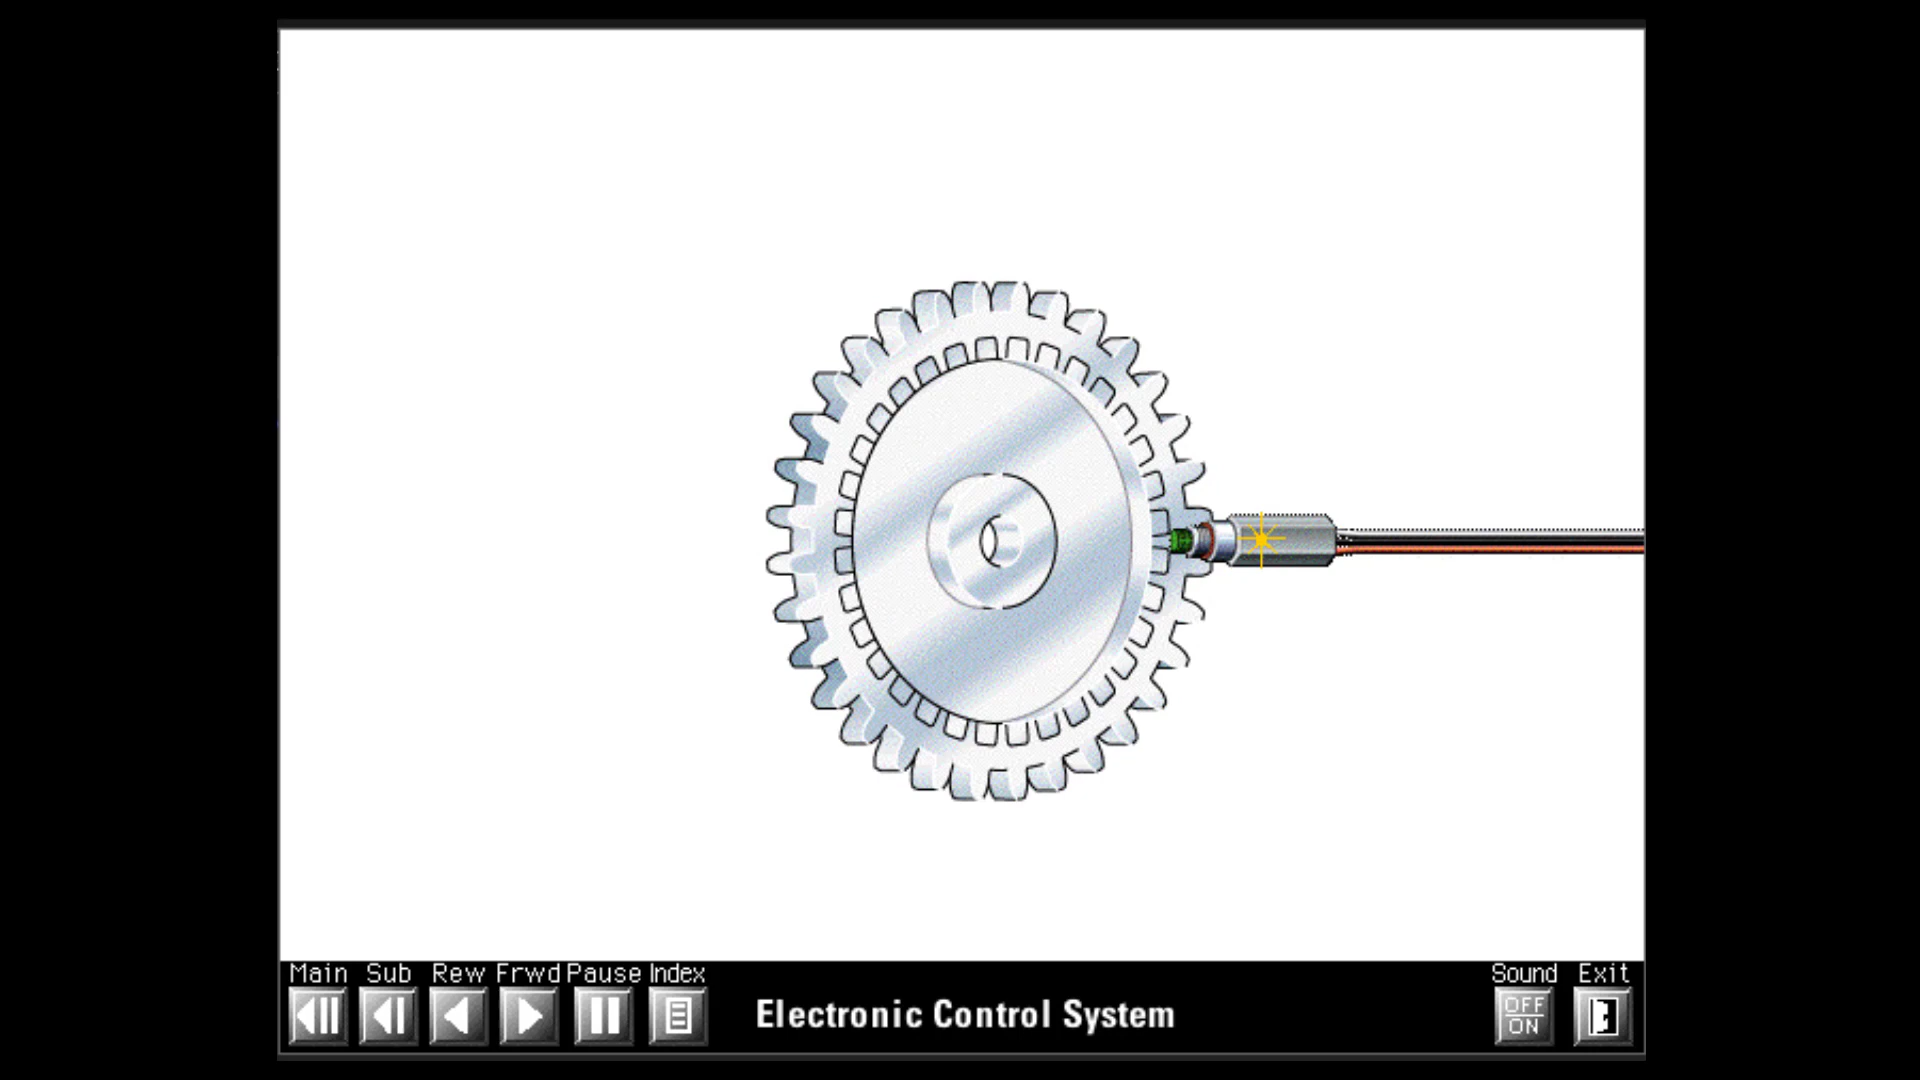 Main Sub Rew Frwd Pause Index Sound Exit
Electronic Control System OFF
ON